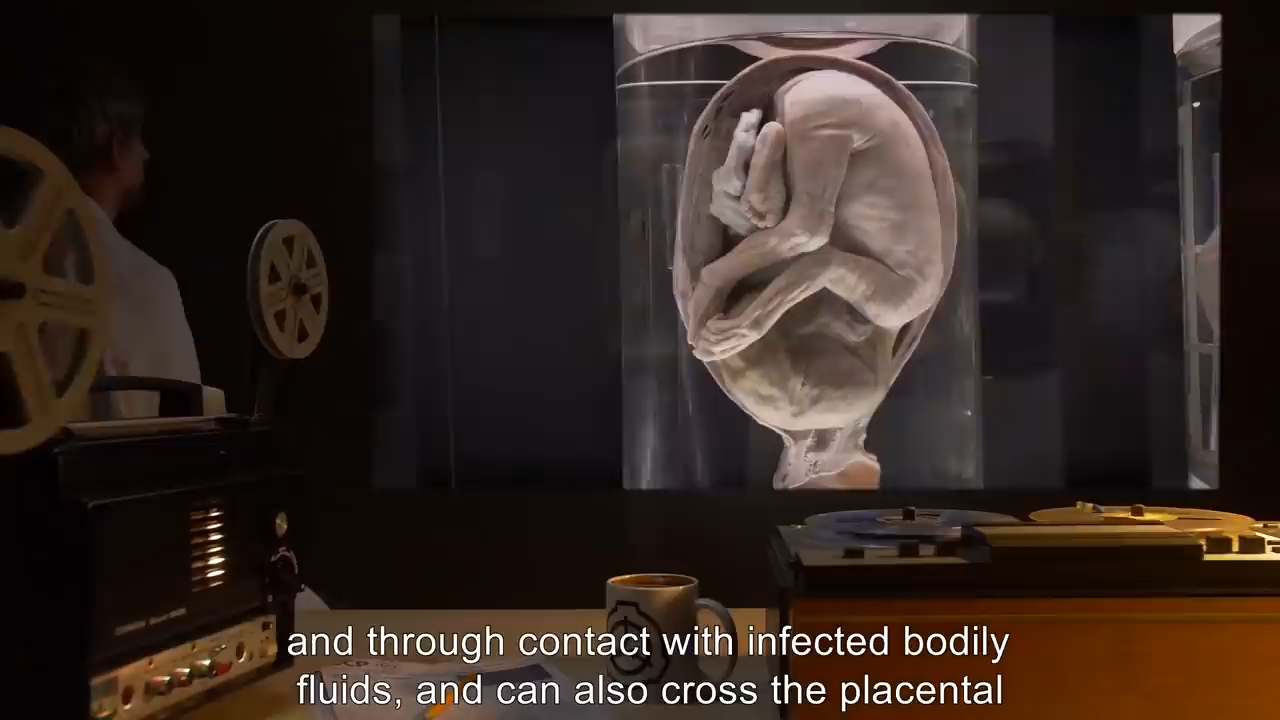 and through contact with infected bodily
fluids, and can also cross the placental